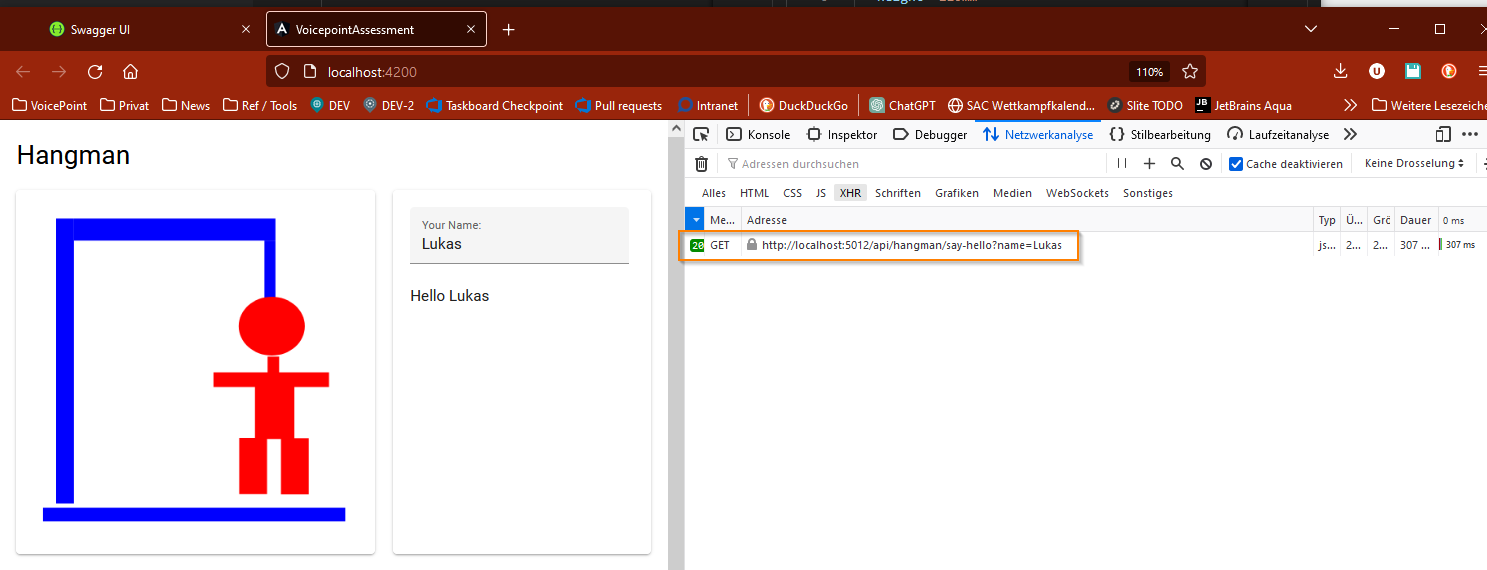 Swagger UI
VoicepointAssessment
localhost:4200
110%
VoicePoint Privat News Ref / Tools DEV DEV-2 Taskboard Checkpoint Pull requests Intranet DuckDuckGo ChatGPT SAC Wettkampfkalend... Slite TODO JetBrains Aqua Weitere Lesezeiche
Hangman
Your Name:
Lukas
Hello Lukas
Konsole Inspektor Debugger Netzwerkanalyse Stilbearbeitung Laufzeitanalyse
Adressen durchsuchen
Cache deaktivieren Keine Drosselung
Alles HTML CSS JS XHR Schriften Grafiken Medien WebSockets Sonstiges
Me... Adresse Typ Ü... Grö Dauer 0 ms
20 GET http://localhost:5012/api/hangman/say-hello?name=Lukas js... 2... 2... 307 ... 307 ms